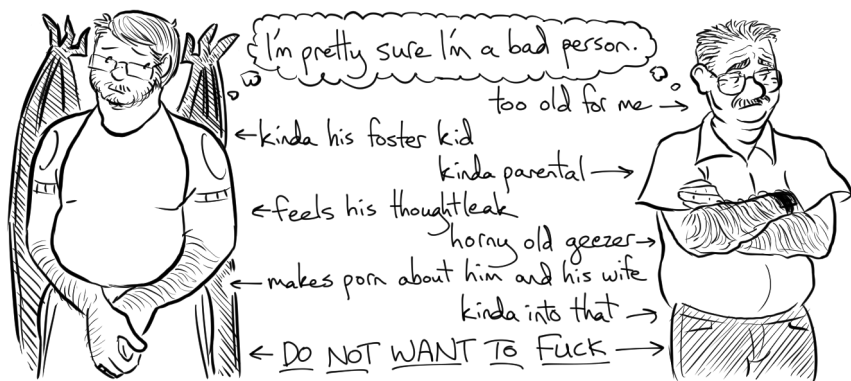 I'm pretty sure I'm a bad person.
too old for me →
← kinda his foster kid
kinda parental →
← feels his thoughtleak
horny old geezer →
← makes porn about him and his wife
kinda into that →
← DO NOT WANT TO FUCK →